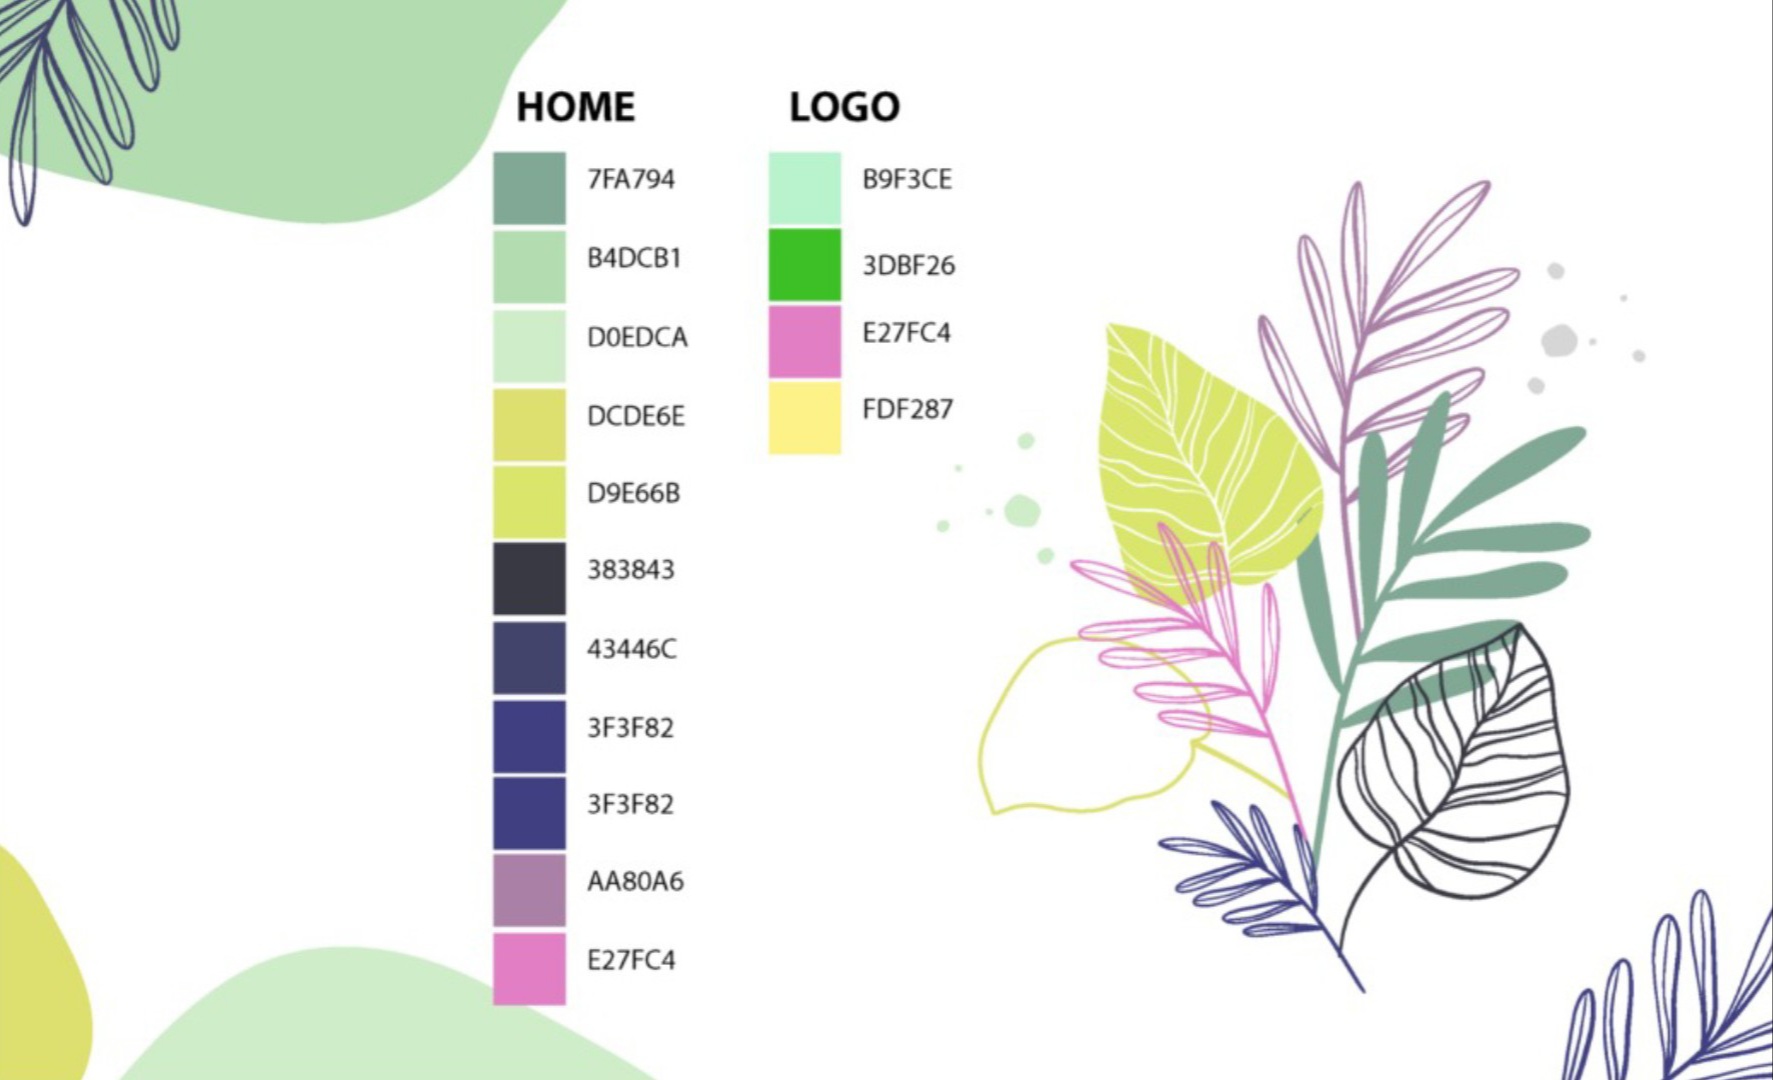 HOME
7FA794
B4DCB1
D0EDCA
DCDE6E
D9E66B
383843
43446C
3F3F82
3F3F82
AA80A6
E27FC4
LOGO
B9F3CE
3DBF26
E27FC4
FDF287